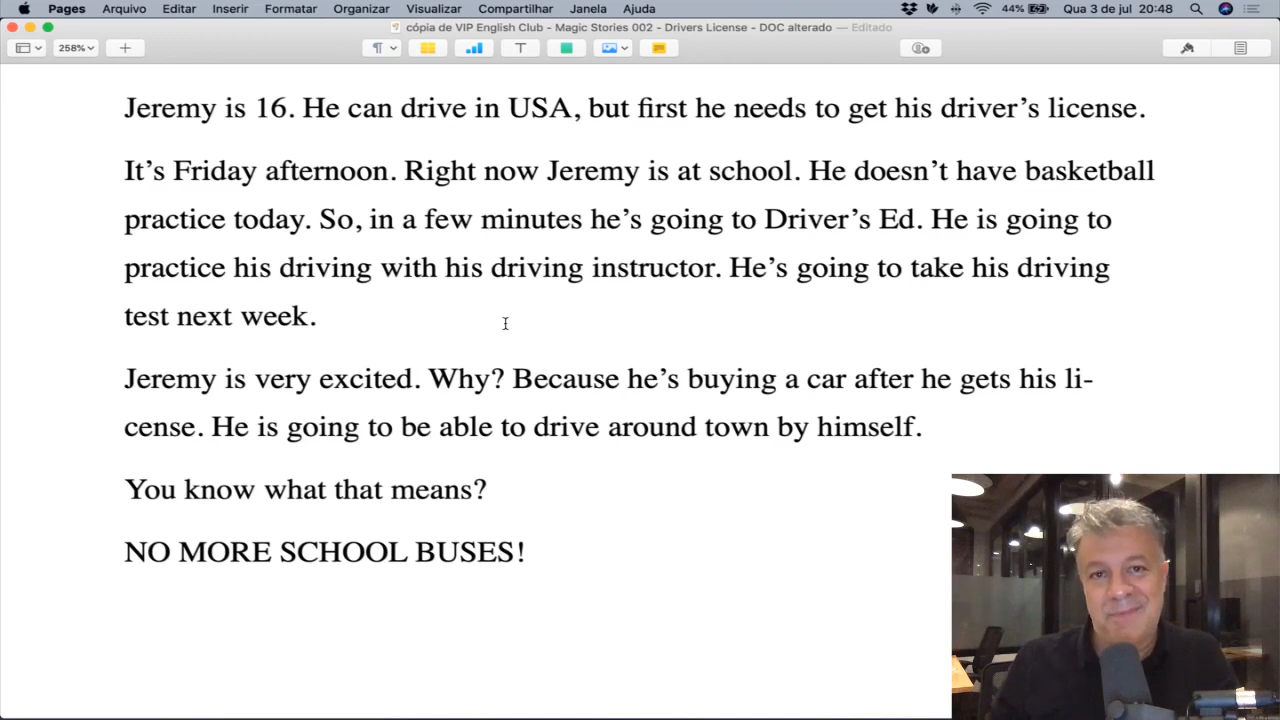 Pages Arquivo Editar Inserir Formatar Organizar Visualizar Compartilhar Janela Ajuda 44% Qua 3 de jul 20:48
cópia de VIP English Club - Magic Stories 002 - Drivers License - DOC alterado — Editado
258%
Jeremy is 16. He can drive in USA, but first he needs to get his driver’s license.
It’s Friday afternoon. Right now Jeremy is at school. He doesn’t have basketball
practice today. So, in a few minutes he’s going to Driver’s Ed. He is going to
practice his driving with his driving instructor. He’s going to take his driving
test next week.
Jeremy is very excited. Why? Because he’s buying a car after he gets his li-
cense. He is going to be able to drive around town by himself.
You know what that means?
NO MORE SCHOOL BUSES!